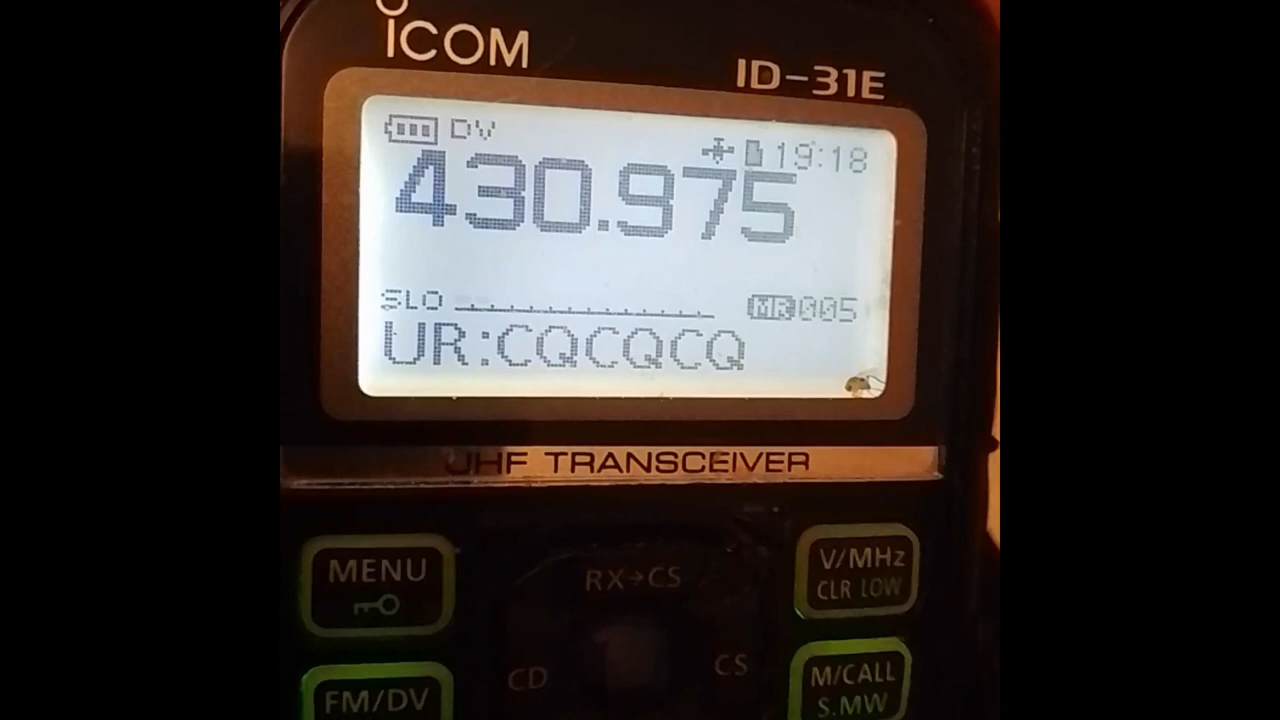 ICOM
ID-31E
DV
19:18
430.975
SLO
MR 005
UR:CQCQCQ
UHF TRANSCEIVER
MENU
RX→CS
V/MHz
CLR LOW
CD
CS
M/CALL
S.MW
FM/DV